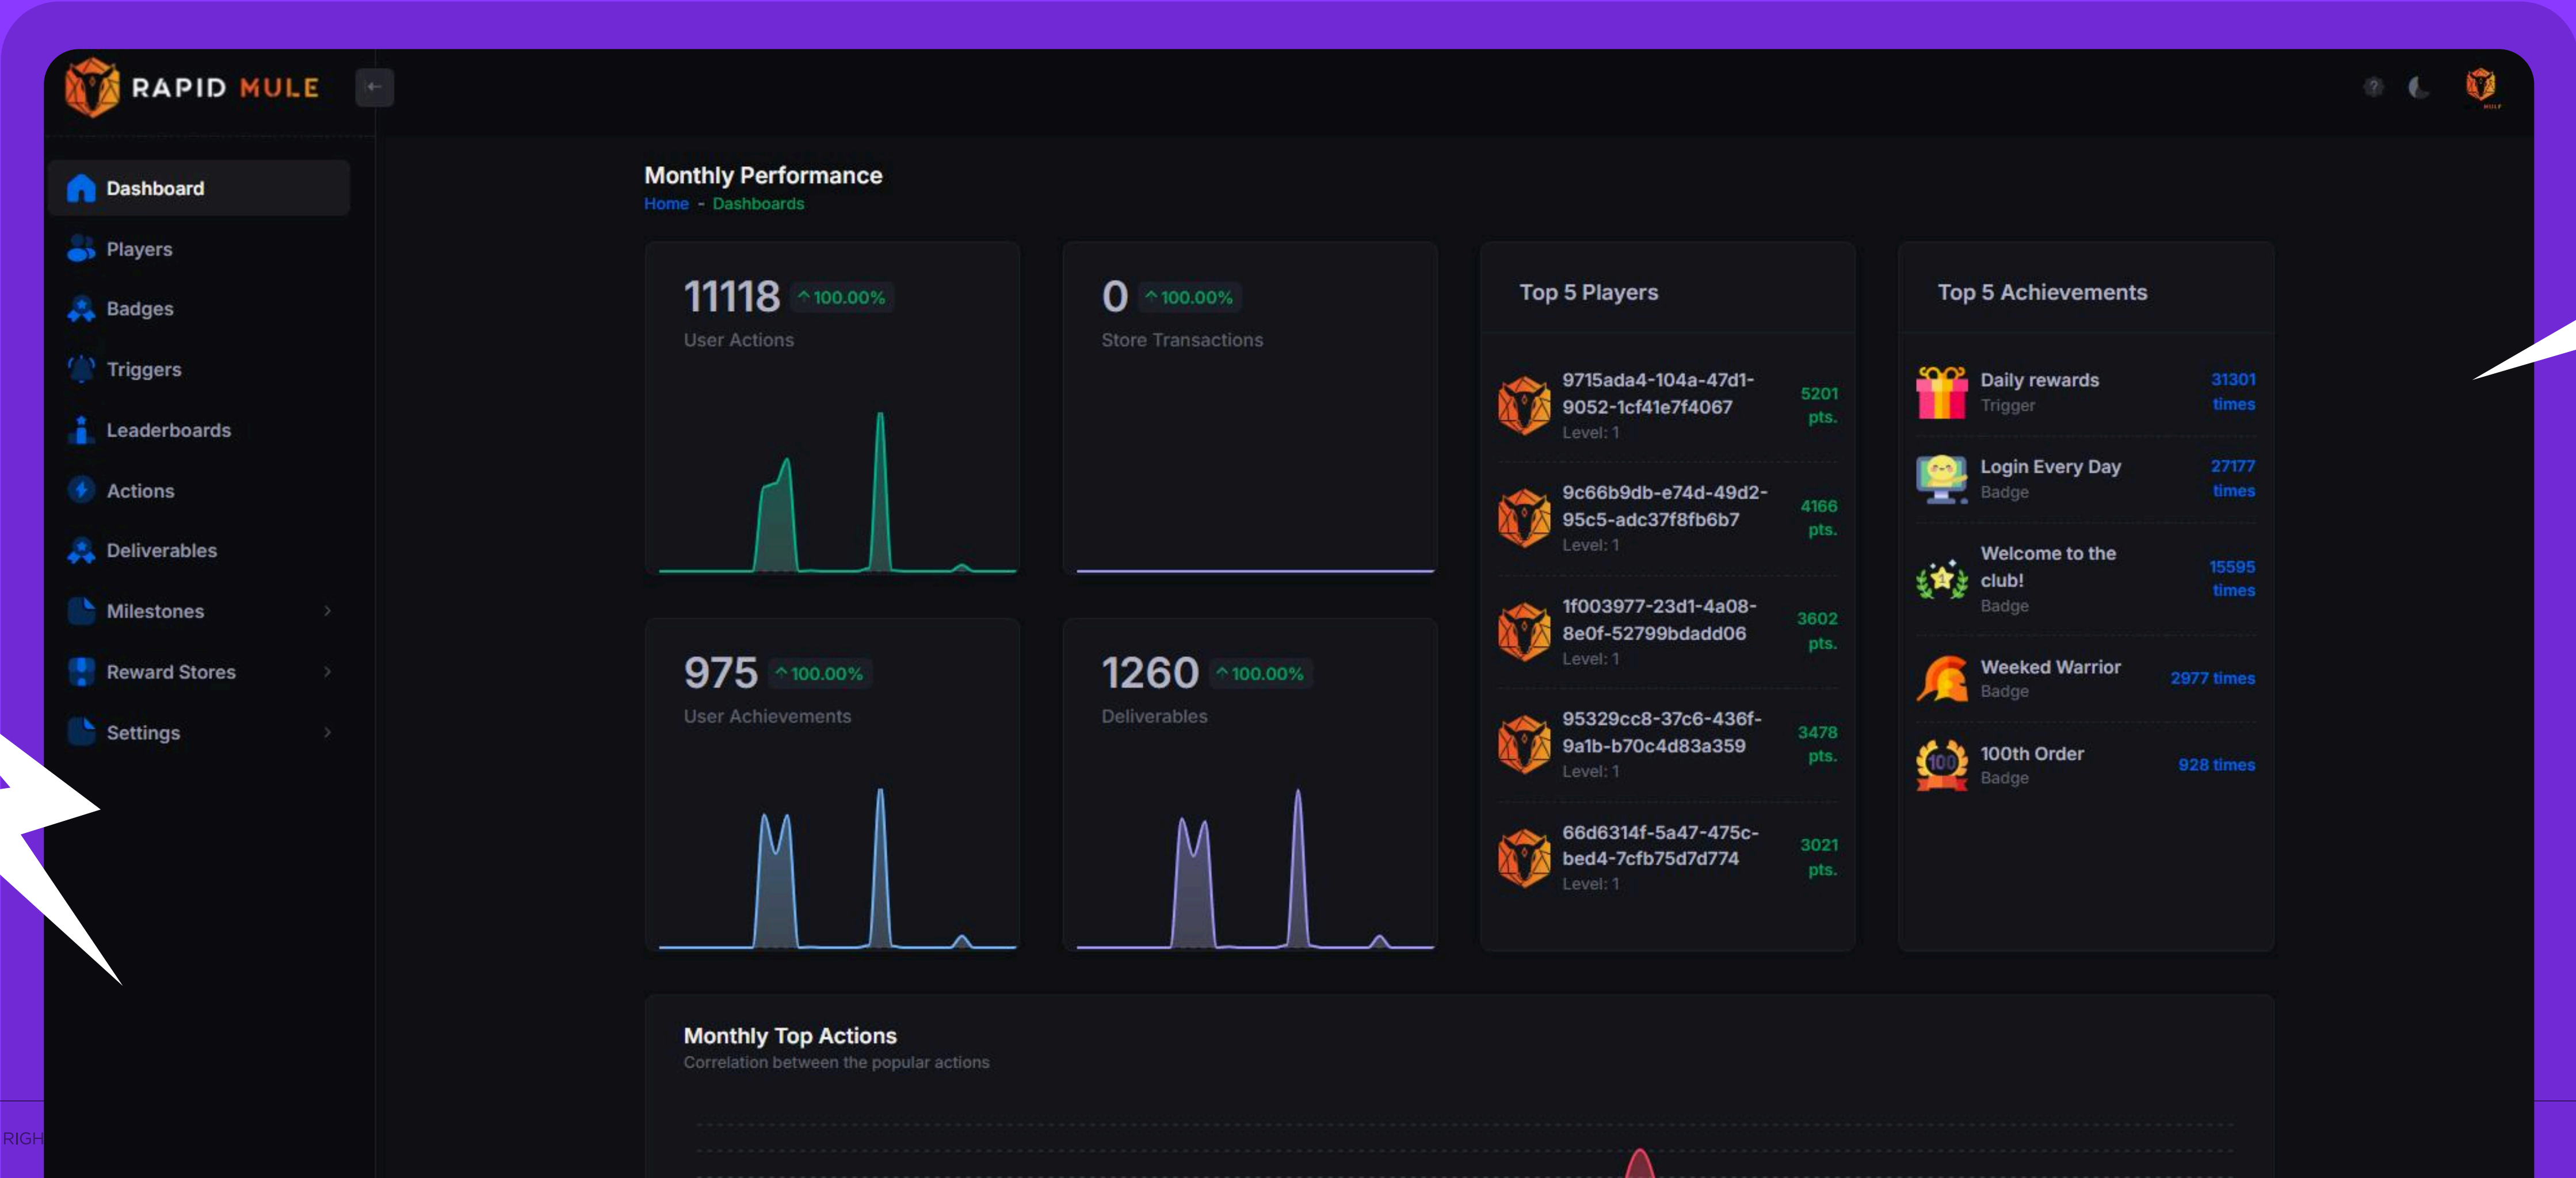 RAPID MULE
Dashboard
Players
Badges
Triggers
Leaderboards
Actions
Deliverables
Milestones
Reward Stores
Settings
Monthly Performance
Home - Dashboards
11118 100.00%
User Actions
0 100.00%
Store Transactions
975 100.00%
User Achievements
1260 100.00%
Deliverables
Top 5 Players
9715ada4-104a-47d1-
9052-1cf41e7f4067
Level: 1
5201
pts.
9c66b9db-e74d-49d2-
95c5-adc37f8fb6b7
Level: 1
4166
pts.
1f003977-23d1-4a08-
8e0f-52799bdadd06
Level: 1
3602
pts.
95329cc8-37c6-436f-
9a1b-b70c4d83a359
Level: 1
3478
pts.
66d6314f-5a47-475c-
bed4-7cfb75d7d774
Level: 1
3021
pts.
Top 5 Achievements
Daily rewards
Trigger
31301
times
Login Every Day
Badge
27177
times
1
Welcome to the
club!
Badge
15595
times
Weeked Warrior
Badge
2977 times
100
100th Order
Badge
928 times
Monthly Top Actions
Correlation between the popular actions
?
MULE
RIGH